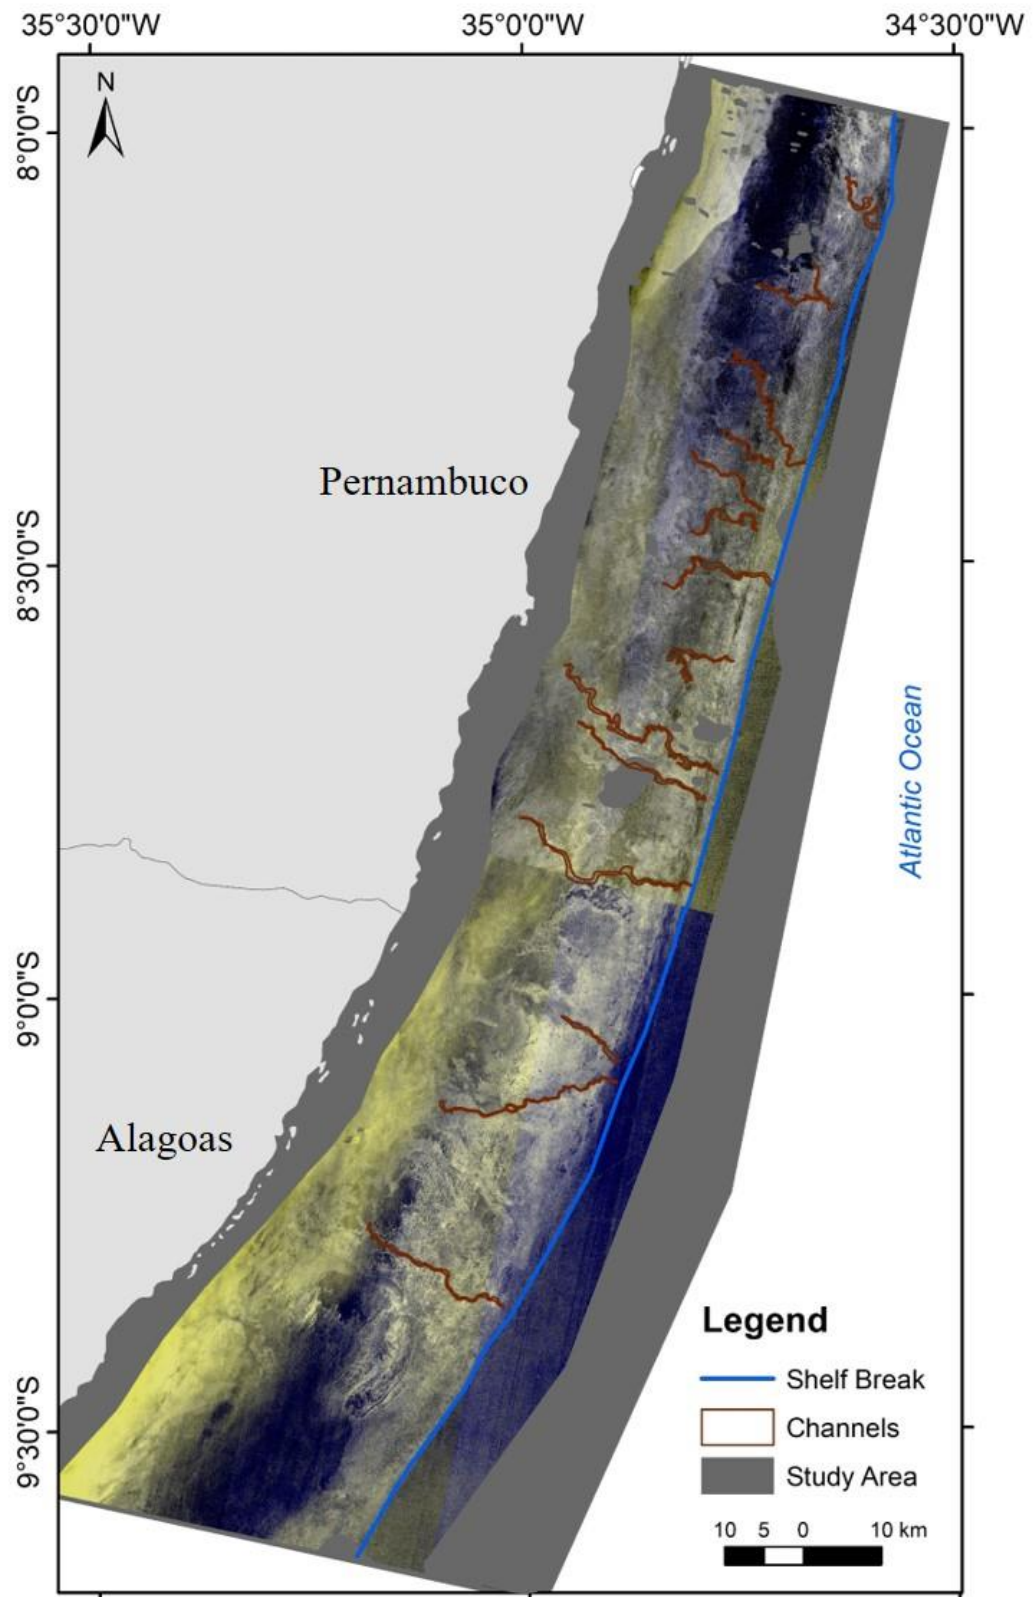 35°30'0"W 35°0'0"W 34°30'0"W
N
8°0'0"S
Pernambuco
8°30'0"S
Atlantic Ocean
9°0'0"S
Alagoas
Legend
Shelf Break
Channels
9°30'0"S
Study Area
10 5 0 10 km